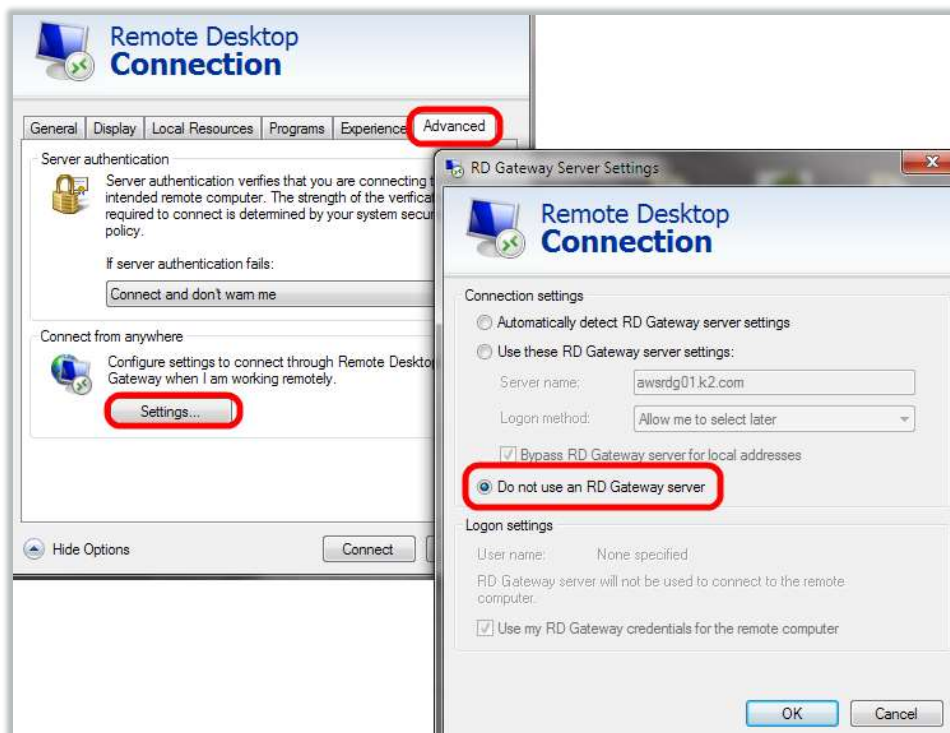 Remote Desktop
Connection
General
Display
Local Resources
Programs
Experience
Advanced
Server authentication
Server authentication verifies that you are connecting t
intended remote computer. The strength of the verificat
required to connect is determined by your system secur
policy.
If server authentication fails:
Connect and don't warn me
Connect from anywhere
Configure settings to connect through Remote Deskto
Gateway when I am working remotely.
Settings...
Hide Options
Connect
RD Gateway Server Settings
Remote Desktop
Connection
Connection settings
Automatically detect RD Gateway server settings
Use these RD Gateway server settings:
Server name:
awsrdg01.k2.com
Logon method:
Allow me to select later
Bypass RD Gateway server for local addresses
Do not use an RD Gateway server
Logon settings
User name:
None specified
RD Gateway server will not be used to connect to the remote
computer.
Use my RD Gateway credentials for the remote computer
OK
Cancel